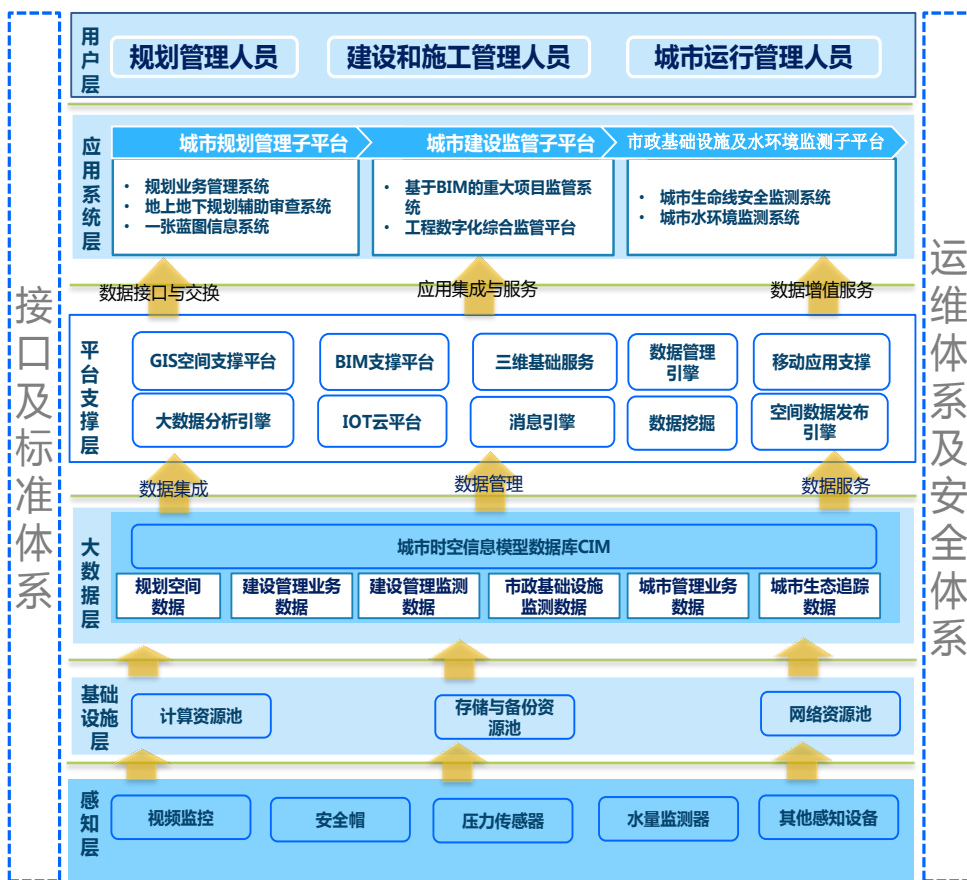 接口及标准体系
用户层
规划管理人员
建设和施工管理人员
城市运行管理人员
应用系统层
城市规划管理子平台
城市建设监管子平台
市政基础设施及水环境监测子平台
• 规划业务管理系统
• 地上地下规划辅助审查系统
• 一张蓝图信息系统
• 基于BIM的重大项目监管系
统
• 工程数字化综合监管平台
• 城市生命线安全监测系统
• 城市水环境监测系统
数据接口与交换
应用集成与服务
数据增值服务
平台支撑层
GIS空间支撑平台
BIM支撑平台
三维基础服务
数据管理
引擎
移动应用支撑
大数据分析引擎
IOT云平台
消息引擎
数据挖掘
空间数据发布
引擎
数据集成
数据管理
数据服务
大数据层
城市时空信息模型数据库CIM
规划空间
数据
建设管理业务
数据
建设管理监测
数据
市政基础设施
监测数据
城市管理业务
数据
城市生态追踪
数据
基础
设施
层
计算资源池
存储与备份资
源池
网络资源池
感知层
视频监控
安全帽
压力传感器
水量监测器
其他感知设备
运维体系及安全体系